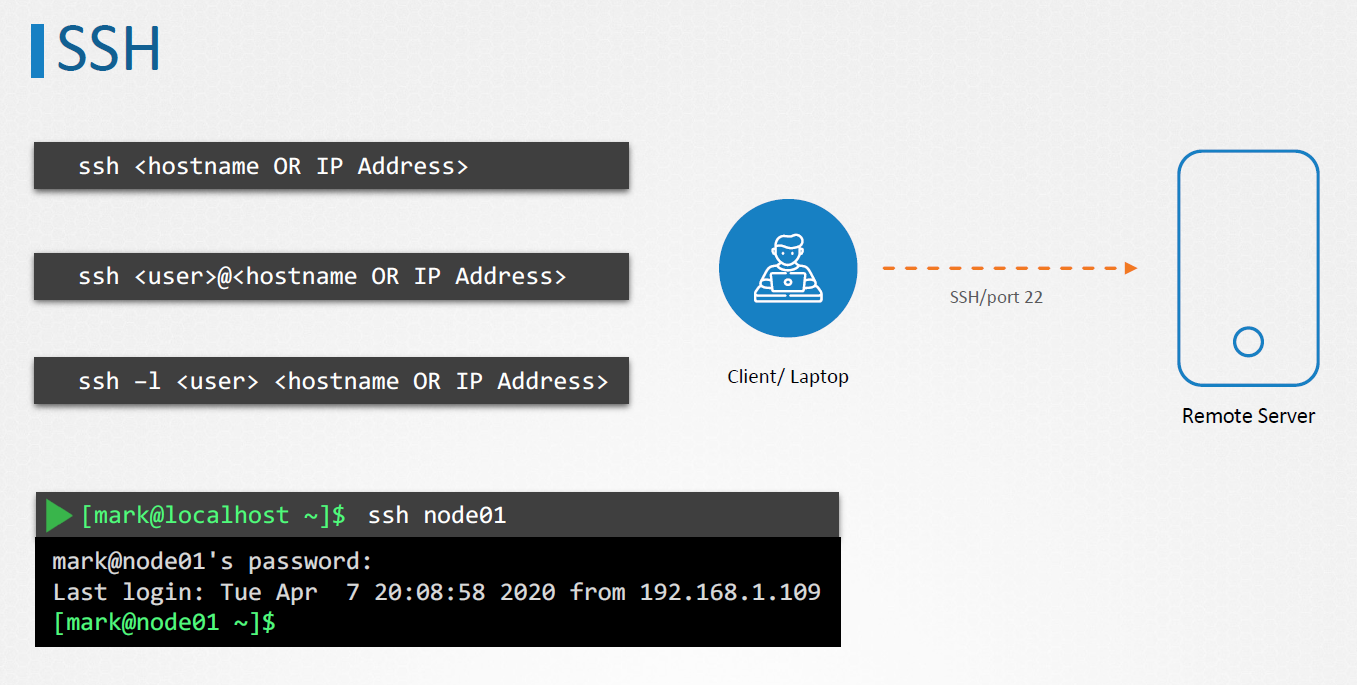 SSH
ssh <hostname OR IP Address>
ssh <user>@<hostname OR IP Address>
ssh –l <user> <hostname OR IP Address>
SSH/port 22
Client/ Laptop
Remote Server
[mark@localhost ~]$ ssh node01
mark@node01's password:
Last login: Tue Apr  7 20:08:58 2020 from 192.168.1.109
[mark@node01 ~]$